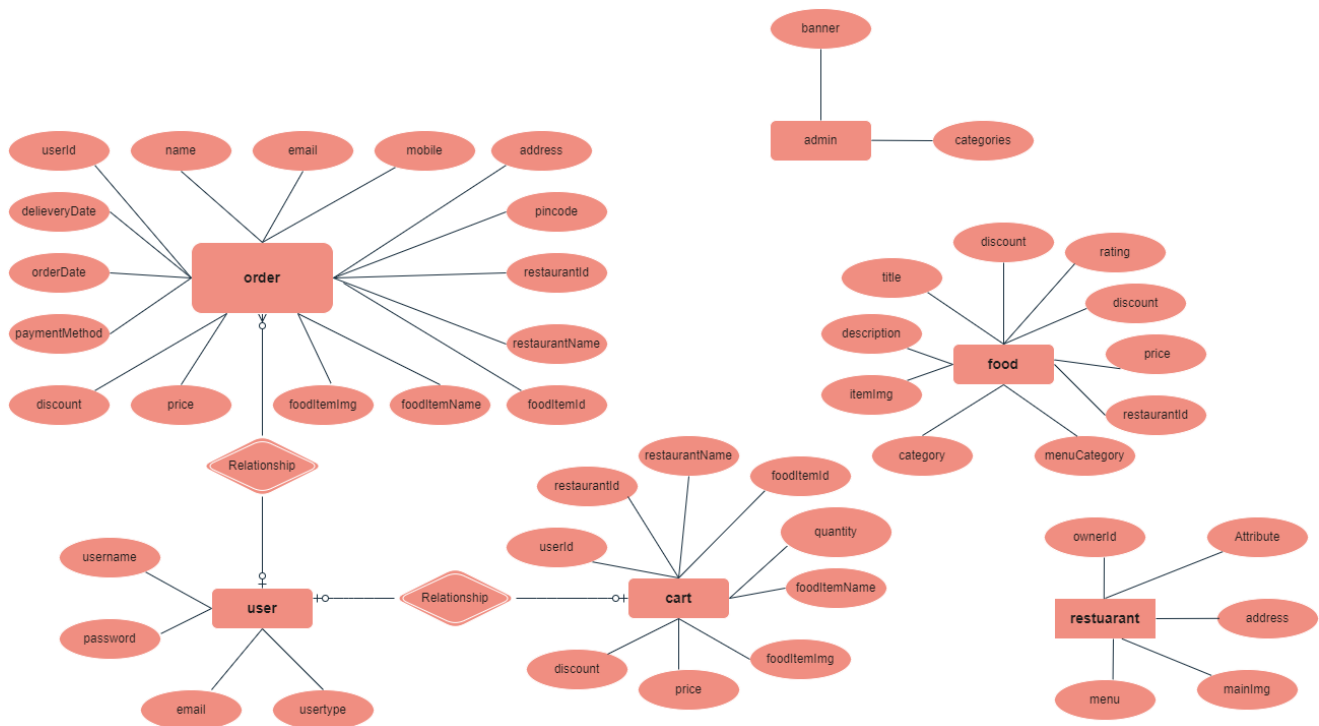 banner
admin
categories
userId
name
email
mobile
address
delieveryDate
pincode
order
orderDate
restaurantId
paymentMethod
restaurantName
discount
price
foodItemImg
foodItemName
foodItemId
discount
rating
title
discount
description
price
food
itemImg
restaurantId
category
menuCategory
Relationship
restaurantName
restaurantId
foodItemId
quantity
userId
foodItemName
cart
discount
price
foodItemImg
username
user
Relationship
password
email
usertype
ownerId
Attribute
restuarant
address
menu
mainImg